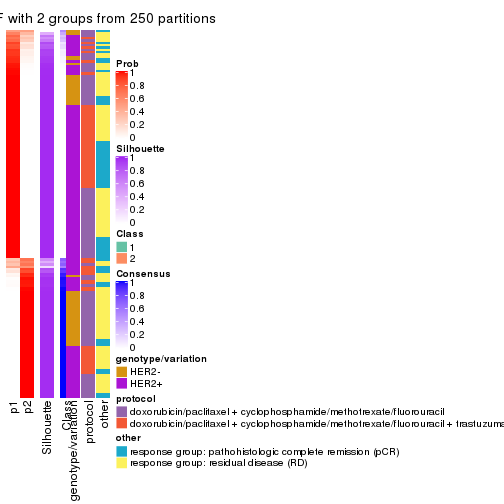 F with 2 groups from 250 partitions
Prob
1
0.8
0.6
0.4
0.2
0
Silhouette
1
0.8
0.6
0.4
0.2
0
Class
1
2
Consensus
1
0.8
0.6
0.4
0.2
0
genotype/variation
HER2-
HER2+
protocol
doxorubicin/paclitaxel + cyclophosphamide/methotrexate/fluorouracil
doxorubicin/paclitaxel + cyclophosphamide/methotrexate/fluorouracil + trastuzuma
other
response group: pathohistologic complete remission (pCR)
response group: residual disease (RD)
p1
p2
Silhouette
Class
genotype/variation
protocol
other